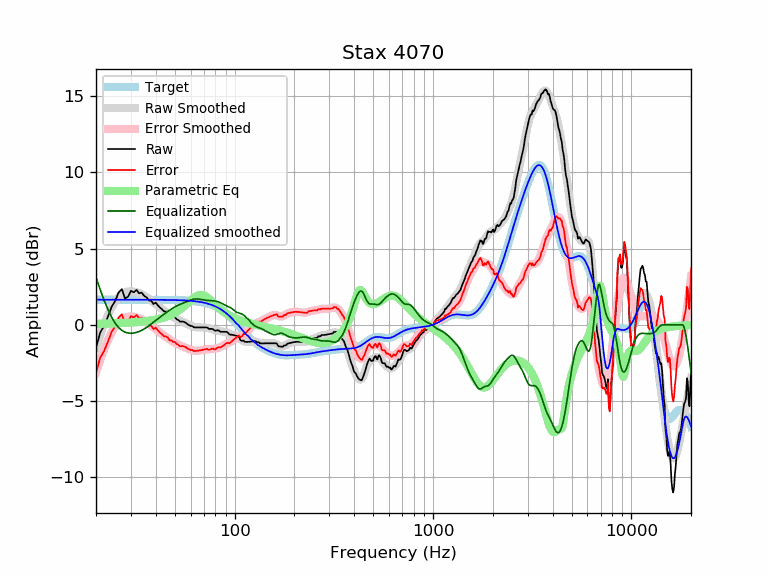 Stax 4070
Target
Raw Smoothed
Error Smoothed
Raw
Error
Parametric Eq
Equalization
Equalized smoothed
15
10
5
0
−5
−10
Amplitude (dBr)
100
1000
10000
Frequency (Hz)